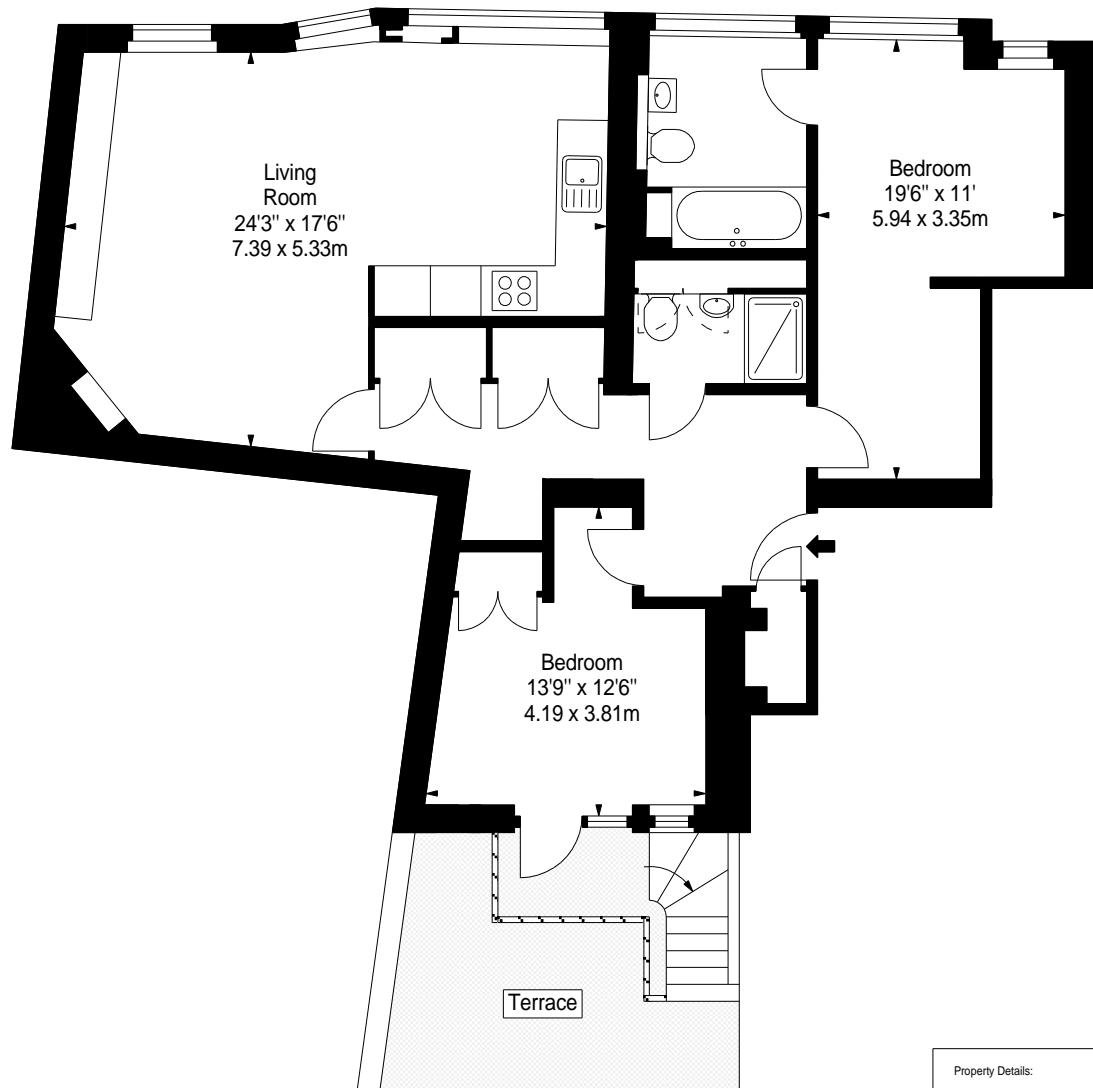 Living
Room
24'3" x 17'6"
7.39 x 5.33m
Bedroom
19'6" x 11'
5.94 x 3.35m
Bedroom
13'9" x 12'6"
4.19 x 3.81m
Terrace
Property Details: